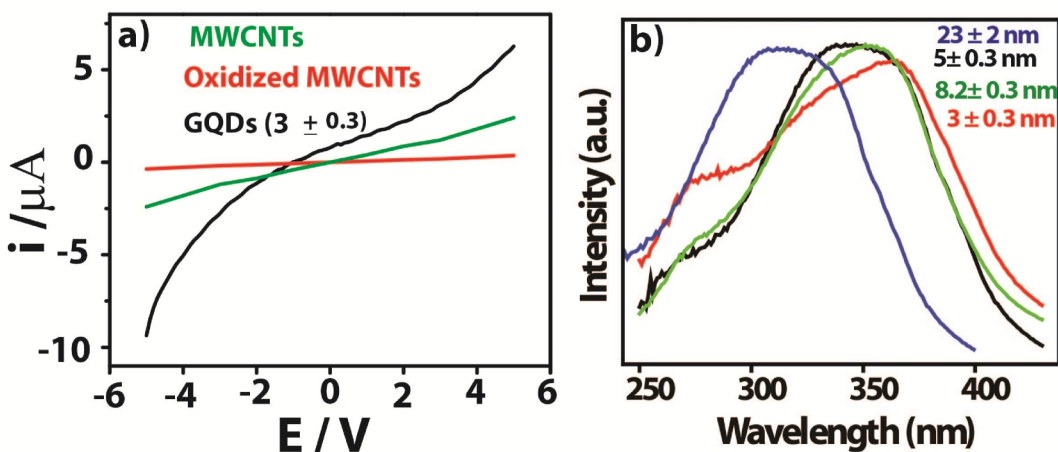 a)
MWCNTs
Oxidized MWCNTs
GQDs (3 ± 0.3)
i /μA
5
0
-5
-10
-6 -4 -2 0 2 4 6
E / V
b)
23 ± 2 nm
5± 0.3 nm
8.2± 0.3 nm
3 ± 0.3 nm
Intensity (a.u.)
250 300 350 400
Wavelength (nm)